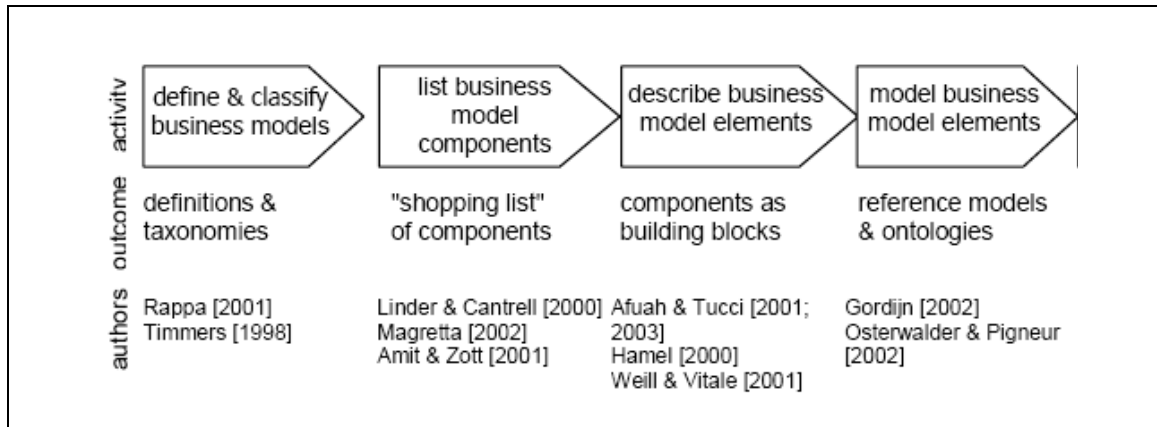 activity
define & classify
business models
list business
model
components
describe business
model elements
model business
model elements
outcome
definitions &
taxonomies
"shopping list"
of components
components as
building blocks
reference models
& ontologies
authors
Rappa [2001]
Timmers [1998]
Linder & Cantrell [2000]
Magretta [2002]
Amit & Zott [2001]
Afuah & Tucci [2001;
2003]
Hamel [2000]
Weill & Vitale [2001]
Gordijn [2002]
Osterwalder & Pigneur
[2002]